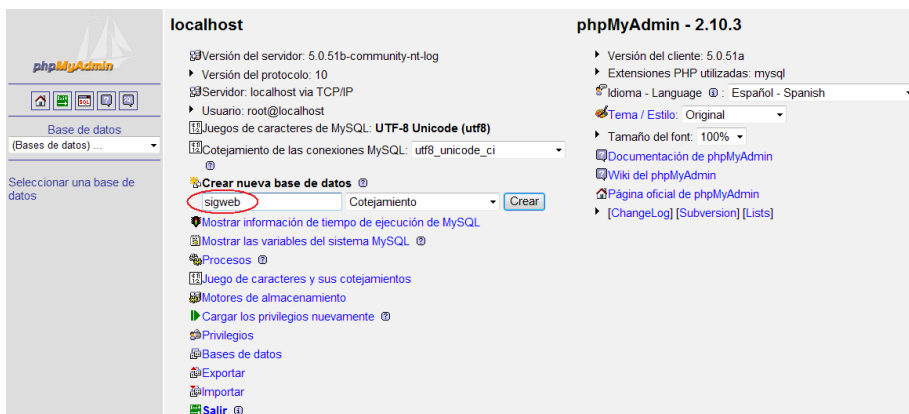 phpMyAdmin
SQL
Base de datos
(Bases de datos) ...
Seleccionar una base de
datos
localhost
Versión del servidor: 5.0.51b-community-nt-log
Versión del protocolo: 10
Servidor: localhost via TCP/IP
Usuario: root@localhost
Juegos de caracteres de MySQL: UTF-8 Unicode (utf8)
Cotejamiento de las conexiones MySQL: utf8_unicode_ci
Crear nueva base de datos
sigweb Cotejamiento Crear
Mostrar información de tiempo de ejecución de MySQL
Mostrar las variables del sistema MySQL
Procesos
Juego de caracteres y sus cotejamientos
Motores de almacenamiento
Cargar los privilegios nuevamente
Privilegios
Bases de datos
Exportar
Importar
Salir
phpMyAdmin - 2.10.3
Versión del cliente: 5.0.51a
Extensiones PHP utilizadas: mysql
Idioma - Language : Español - Spanish
Tema / Estilo: Original
Tamaño del font: 100%
Documentación de phpMyAdmin
Wiki del phpMyAdmin
Página oficial de phpMyAdmin
[ChangeLog] [Subversion] [Lists]